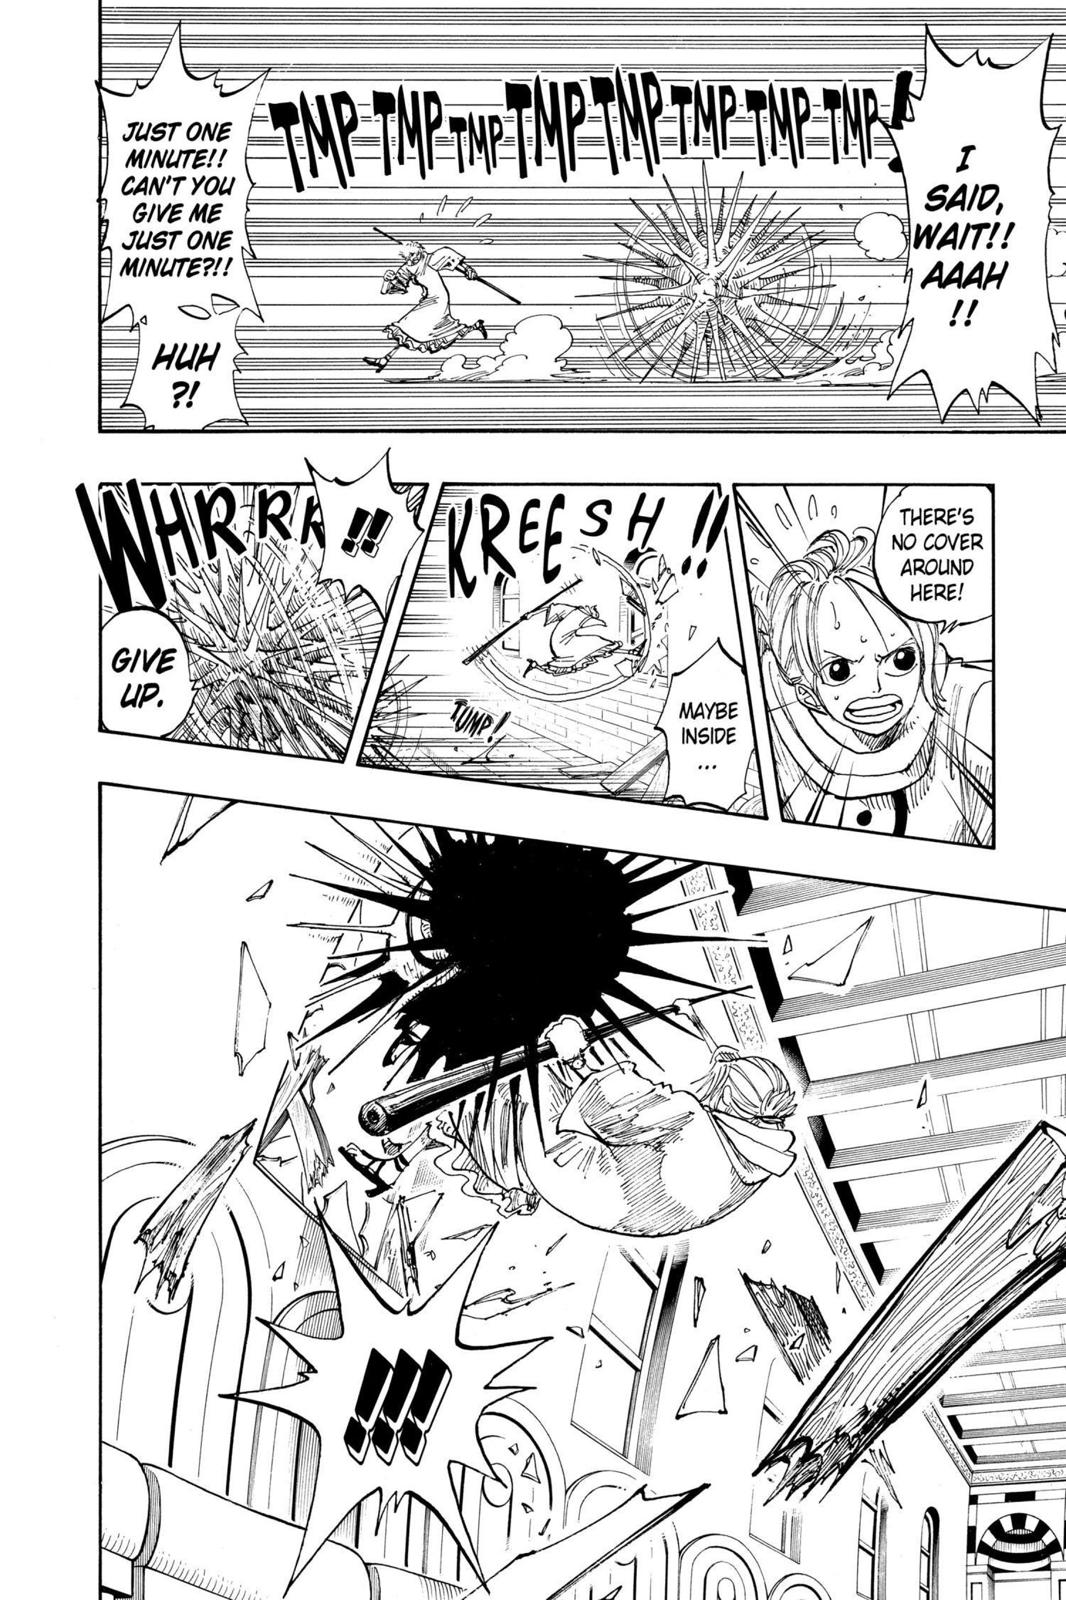 I
SAID,
WAIT!!
AAAH
!!
TMP TMP TMP TMP TMP TMP TMP TMP!
JUST ONE
MINUTE!!
CAN'T YOU
GIVE ME
JUST ONE
MINUTE?!!
HUH
?!
THERE'S
NO COVER
AROUND
HERE!
KREESH!!
MAYBE
INSIDE
...
TUMP!
!!
WHRRRR
GIVE
UP.
!!!!